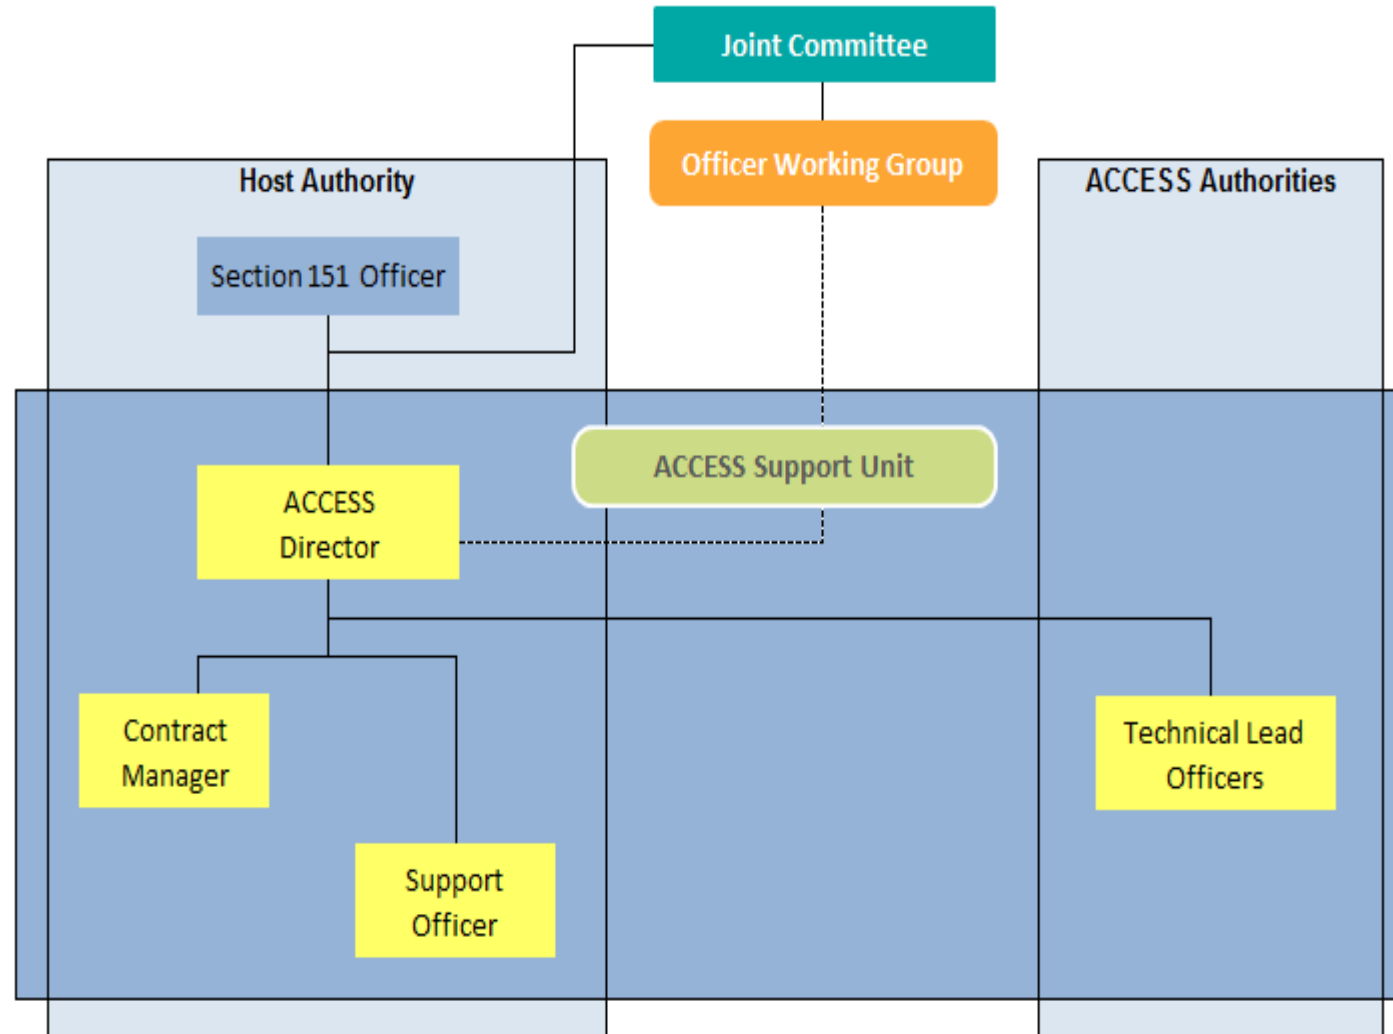 Joint Committee
Officer Working Group
Host Authority
ACCESS Authorities
Section 151 Officer
ACCESS Support Unit
ACCESS
Director
Contract
Manager
Technical Lead
Officers
Support
Officer